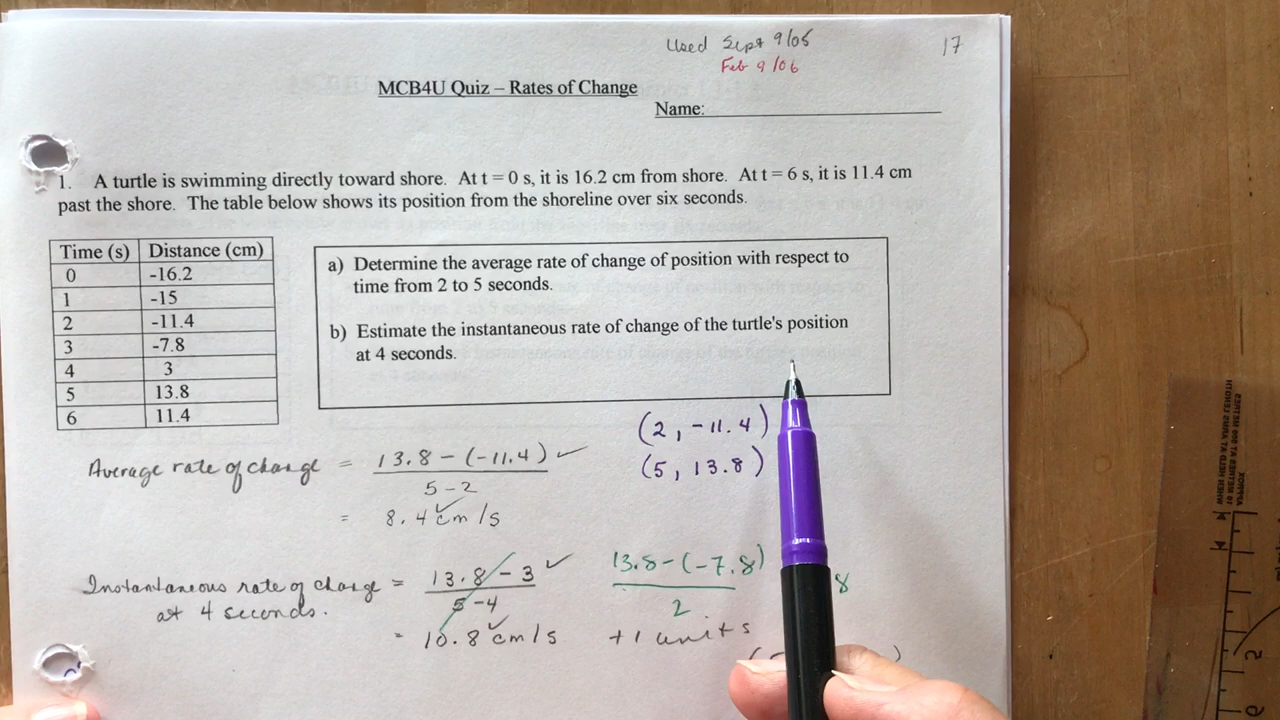 Used Sept 9/05
17
Feb 9/06
MCB4U Quiz – Rates of Change
Name:
1. A turtle is swimming directly toward shore. At t = 0 s, it is 16.2 cm from shore. At t = 6 s, it is 11.4 cm
past the shore. The table below shows its position from the shoreline over six seconds.
Time (s) Distance (cm)
0 -16.2
1 -15
2 -11.4
3 -7.8
4 3
5 13.8
6 11.4
a) Determine the average rate of change of position with respect to
time from 2 to 5 seconds.
b) Estimate the instantaneous rate of change of the turtle's position
at 4 seconds.
(2, -11.4)
(5, 13.8)
Average rate of change = 13.8 - (-11.4) ✓
5 - 2
= 8.4 cm/s
Instantaneous rate of change = 13.8 - 3 ✓
at 4 seconds.
5 - 4
= 10.8 cm/s
13.8 - (-7.8)
2
8
+1 units
WHEN HELD AT ARMS LENGTH
2